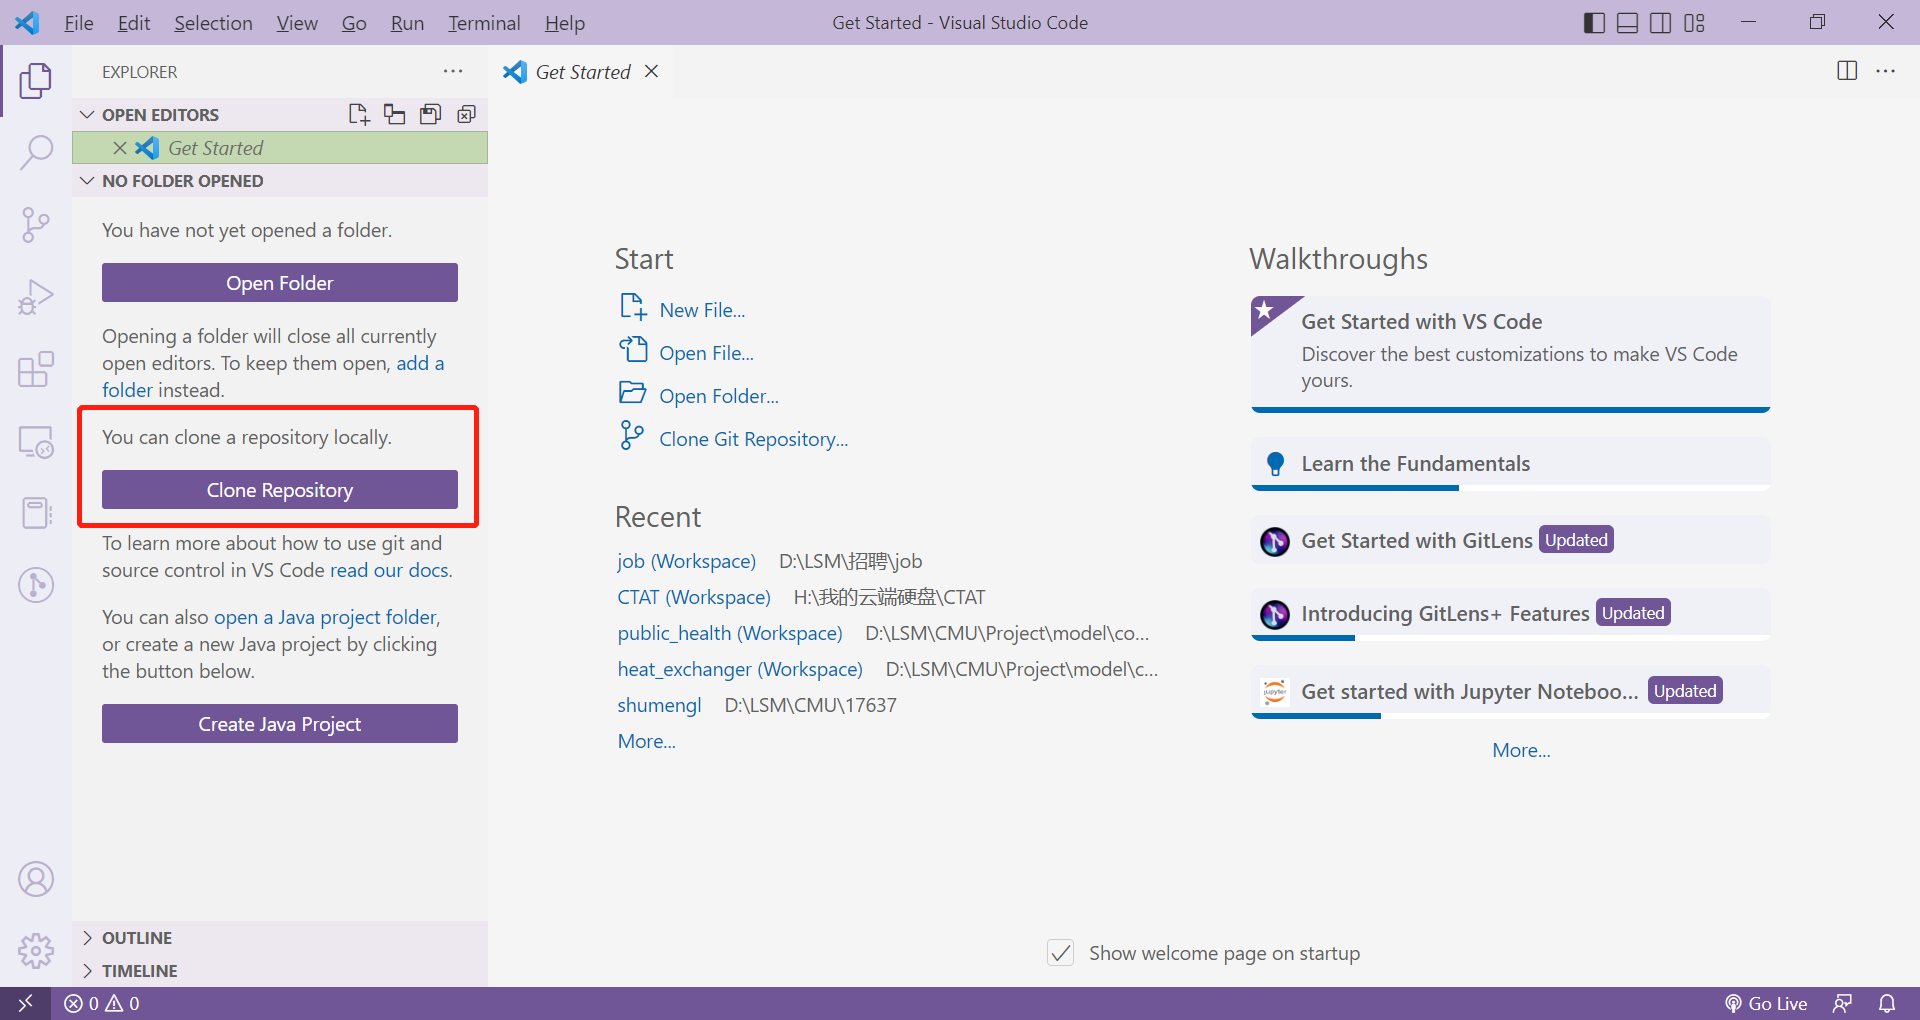 File Edit Selection View Go Run Terminal Help
Get Started - Visual Studio Code
EXPLORER
OPEN EDITORS
Get Started
NO FOLDER OPENED
You have not yet opened a folder.
Open Folder
Opening a folder will close all currently
open editors. To keep them open, add a
folder instead.
You can clone a repository locally.
Clone Repository
To learn more about how to use git and
source control in VS Code read our docs.
You can also open a Java project folder,
or create a new Java project by clicking
the button below.
Create Java Project
OUTLINE
TIMELINE
Get Started
Start
New File...
Open File...
Open Folder...
Clone Git Repository...
Recent
job (Workspace) D:\LSM\招聘\job
CTAT (Workspace) H:\我的云端硬盘\CTAT
public_health (Workspace) D:\LSM\CMU\Project\model\co...
heat_exchanger (Workspace) D:\LSM\CMU\Project\model\c...
shumengl D:\LSM\CMU\17637
More...
Walkthroughs
Get Started with VS Code
Discover the best customizations to make VS Code
yours.
Learn the Fundamentals
Get Started with GitLens Updated
Introducing GitLens+ Features Updated
jupyter
Get started with Jupyter Noteboo... Updated
More...
Show welcome page on startup
0 0
Go Live